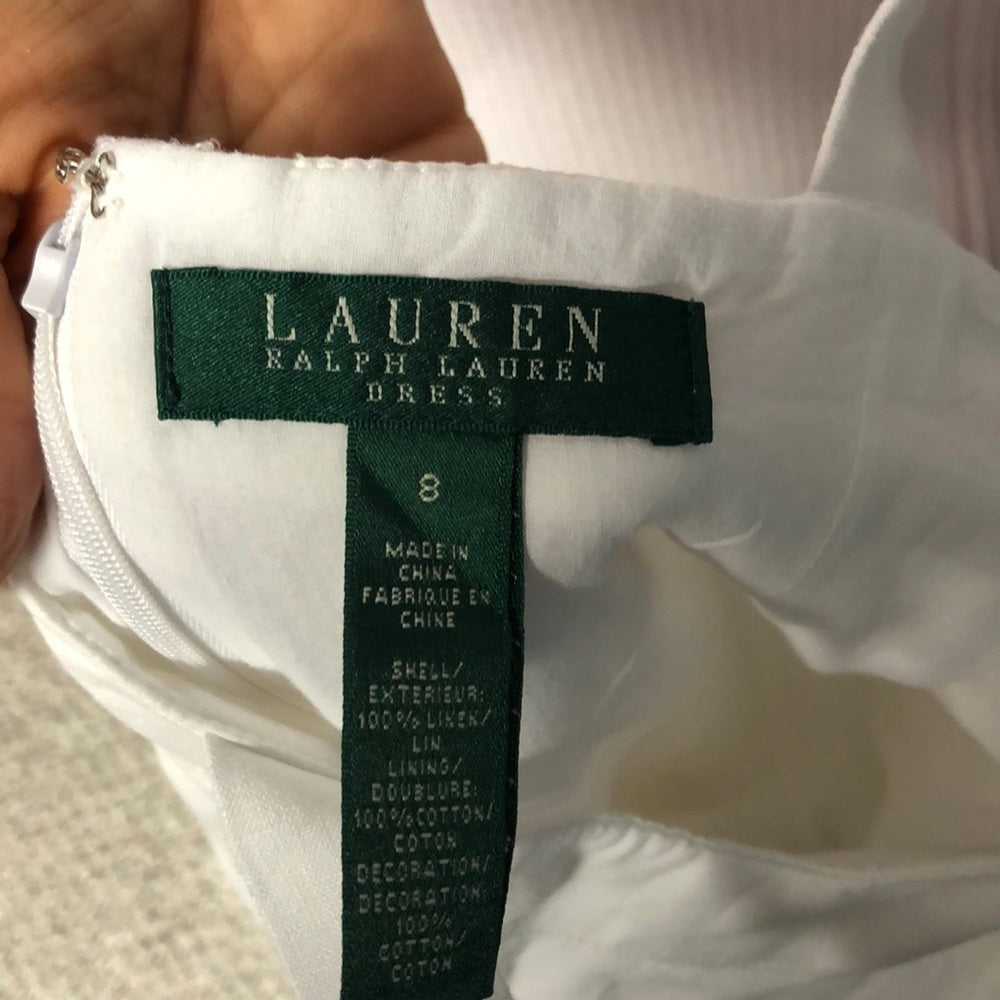 LAUREN
RALPH LAUREN
DRESS
8
MADE IN
CHINA
FABRIQUE EN
CHINE
SHELL/
EXTERIEUR:
100% LINEN/
LIN
LINING/
DOUBLURE:
100%COTTON/
COTON
DECORATION/
DECORATION:
100%
COTTON/
COTON